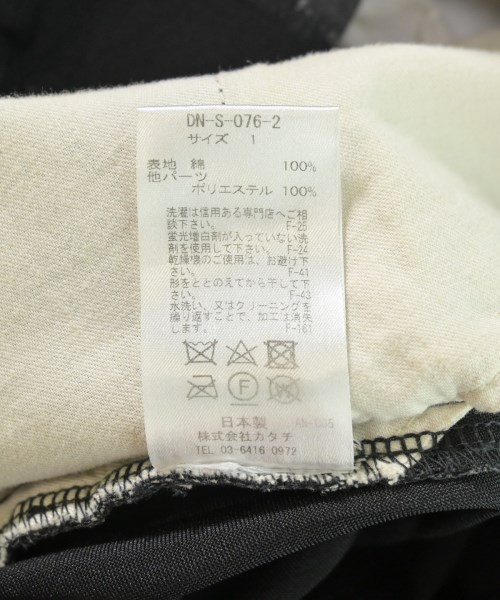 DN-S-076-2
サイズ 1
表地 綿 100%
他パーツ
ポリエステル 100%
洗濯は信用ある専門店へご相
談下さい。 F-25
蛍光増白剤が入っていない洗
剤を使用して下さい。 F-24
乾燥機のご使用は、お避け下
さい。 F-41
形をととのえてから干して下
さい。 F-43
水洗い、又はクリーニングを
繰り返すことで、加工は消失
します。 F-161
F W
日本製
株式会社カタチ
TEL 03-6416-0972